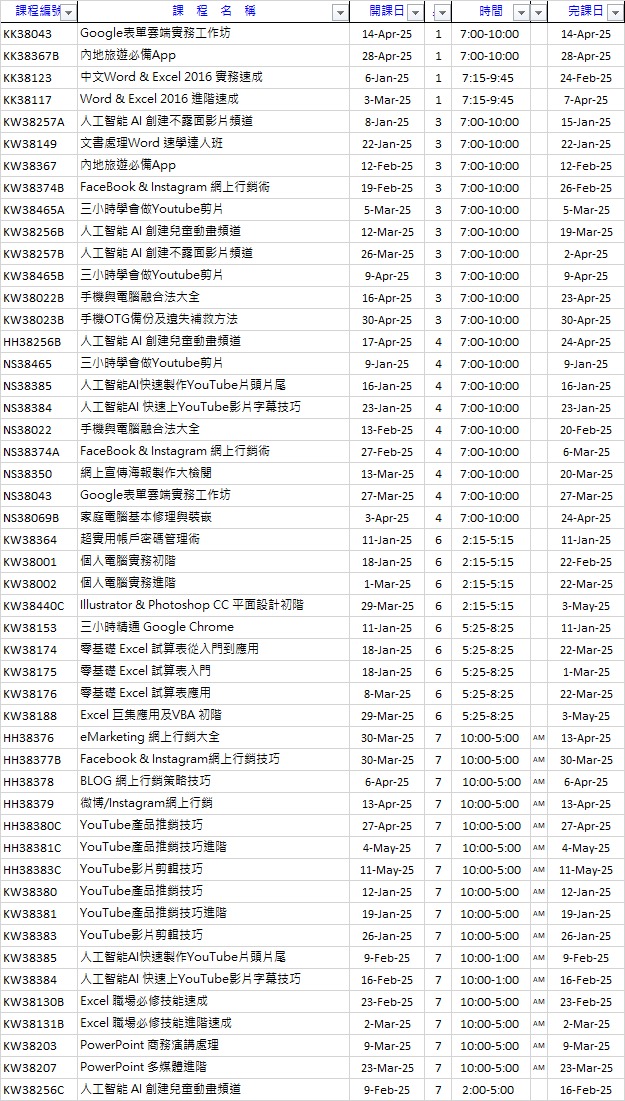 課程編號 課 程 名 稱 開課日 時間 完課日
KK38043 Google表單雲端實務工作坊 14-Apr-25 1 7:00-10:00 14-Apr-25
KK38367B 內地旅遊必備App 28-Apr-25 1 7:00-10:00 28-Apr-25
KK38123 中文Word & Excel 2016 實務速成 6-Jan-25 1 7:15-9:45 24-Feb-25
KK38117 Word & Excel 2016 進階速成 3-Mar-25 1 7:15-9:45 7-Apr-25
KW38257A 人工智能 AI 創建不露面影片頻道 8-Jan-25 3 7:00-10:00 15-Jan-25
KW38149 文書處理Word 速學達人班 22-Jan-25 3 7:00-10:00 22-Jan-25
KW38367 內地旅遊必備App 12-Feb-25 3 7:00-10:00 12-Feb-25
KW38374B FaceBook & Instagram 網上行銷術 19-Feb-25 3 7:00-10:00 26-Feb-25
KW38465A 三小時學會做Youtube剪片 5-Mar-25 3 7:00-10:00 5-Mar-25
KW38256B 人工智能 AI 創建兒童動畫頻道 12-Mar-25 3 7:00-10:00 19-Mar-25
KW38257B 人工智能 AI 創建不露面影片頻道 26-Mar-25 3 7:00-10:00 2-Apr-25
KW38465B 三小時學會做Youtube剪片 9-Apr-25 3 7:00-10:00 9-Apr-25
KW38022B 手機與電腦融合法大全 16-Apr-25 3 7:00-10:00 23-Apr-25
KW38023B 手機OTG備份及遺失補救方法 30-Apr-25 3 7:00-10:00 30-Apr-25
HH38256B 人工智能 AI 創建兒童動畫頻道 17-Apr-25 4 7:00-10:00 24-Apr-25
NS38465 三小時學會做Youtube剪片 9-Jan-25 4 7:00-10:00 9-Jan-25
NS38385 人工智能AI快速製作YouTube片頭片尾 16-Jan-25 4 7:00-10:00 16-Jan-25
NS38384 人工智能AI 快速上YouTube影片字幕技巧 23-Jan-25 4 7:00-10:00 23-Jan-25
NS38022 手機與電腦融合法大全 13-Feb-25 4 7:00-10:00 20-Feb-25
NS38374A FaceBook & Instagram 網上行銷術 27-Feb-25 4 7:00-10:00 6-Mar-25
NS38350 網上宣傳海報製作大檢閱 13-Mar-25 4 7:00-10:00 20-Mar-25
NS38043 Google表單雲端實務工作坊 27-Mar-25 4 7:00-10:00 27-Mar-25
NS38069B 家庭電腦基本修理與裝嵌 3-Apr-25 4 7:00-10:00 24-Apr-25
KW38364 超實用帳戶密碼管理術 11-Jan-25 6 2:15-5:15 11-Jan-25
KW38001 個人電腦實務初階 18-Jan-25 6 2:15-5:15 22-Feb-25
KW38002 個人電腦實務進階 1-Mar-25 6 2:15-5:15 22-Mar-25
KW38440C Illustrator & Photoshop CC 平面設計初階 29-Mar-25 6 2:15-5:15 3-May-25
KW38153 三小時精通 Google Chrome 11-Jan-25 6 5:25-8:25 11-Jan-25
KW38174 零基礎 Excel 試算表從入門到應用 18-Jan-25 6 5:25-8:25 22-Mar-25
KW38175 零基礎 Excel 試算表入門 18-Jan-25 6 5:25-8:25 1-Mar-25
KW38176 零基礎 Excel 試算表應用 8-Mar-25 6 5:25-8:25 22-Mar-25
KW38188 Excel 巨集應用及VBA 初階 29-Mar-25 6 5:25-8:25 3-May-25
HH38376 eMarketing 網上行銷大全 30-Mar-25 7 10:00-5:00 AM 13-Apr-25
HH38377B Facebook & Instagram網上行銷技巧 30-Mar-25 7 10:00-5:00 AM 30-Mar-25
HH38378 BLOG 網上行銷策略技巧 6-Apr-25 7 10:00-5:00 AM 6-Apr-25
HH38379 微博/Instagram網上行銷 13-Apr-25 7 10:00-5:00 AM 13-Apr-25
HH38380C YouTube產品推銷技巧 27-Apr-25 7 10:00-5:00 AM 27-Apr-25
HH38381C YouTube產品推銷技巧進階 4-May-25 7 10:00-5:00 AM 4-May-25
HH38383C YouTube影片剪輯技巧 11-May-25 7 10:00-5:00 AM 11-May-25
KW38380 YouTube產品推銷技巧 12-Jan-25 7 10:00-5:00 AM 12-Jan-25
KW38381 YouTube產品推銷技巧進階 19-Jan-25 7 10:00-5:00 AM 19-Jan-25
KW38383 YouTube影片剪輯技巧 26-Jan-25 7 10:00-5:00 AM 26-Jan-25
KW38385 人工智能AI快速製作YouTube片頭片尾 9-Feb-25 7 10:00-1:00 AM 9-Feb-25
KW38384 人工智能AI 快速上YouTube影片字幕技巧 16-Feb-25 7 10:00-1:00 AM 16-Feb-25
KW38130B Excel 職場必修技能速成 23-Feb-25 7 10:00-5:00 AM 23-Feb-25
KW38131B Excel 職場必修技能進階速成 2-Mar-25 7 10:00-5:00 AM 2-Mar-25
KW38203 PowerPoint 商務演講處理 9-Mar-25 7 10:00-5:00 AM 9-Mar-25
KW38207 PowerPoint 多媒體進階 23-Mar-25 7 10:00-5:00 AM 23-Mar-25
KW38256C 人工智能 AI 創建兒童動畫頻道 9-Feb-25 7 2:00-5:00 16-Feb-25